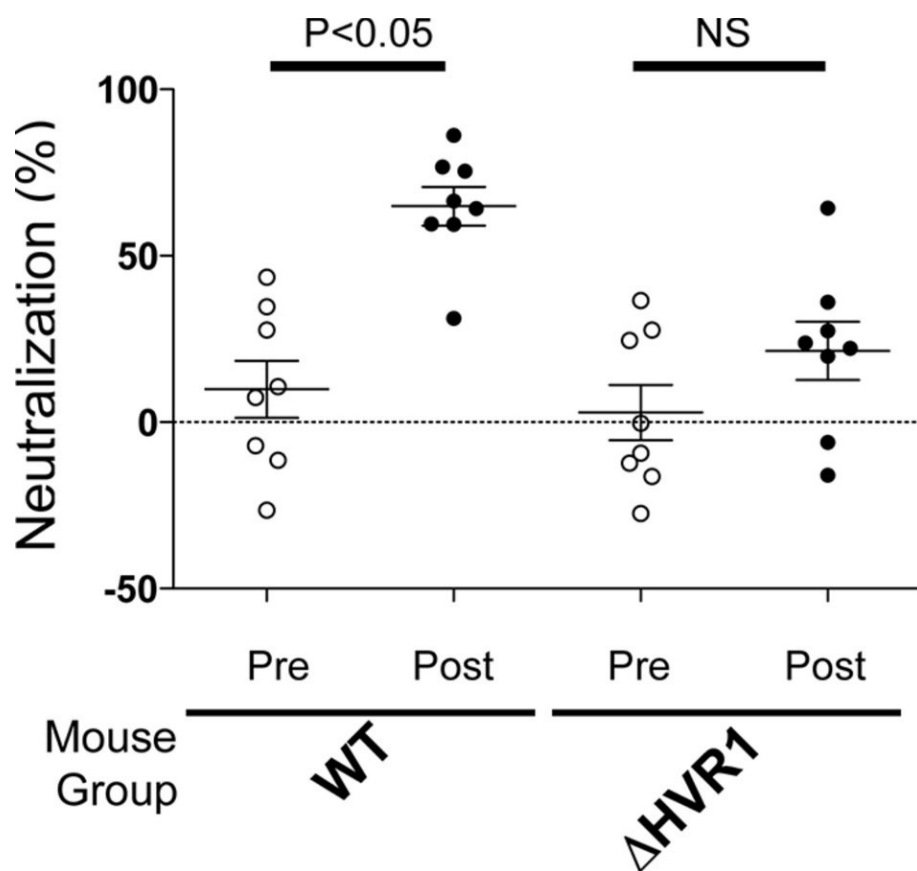 P<0.05 NS
Neutralization (%)
100
50
0
-50
Pre Post Pre Post
Mouse
Group
WT ΔHVR1